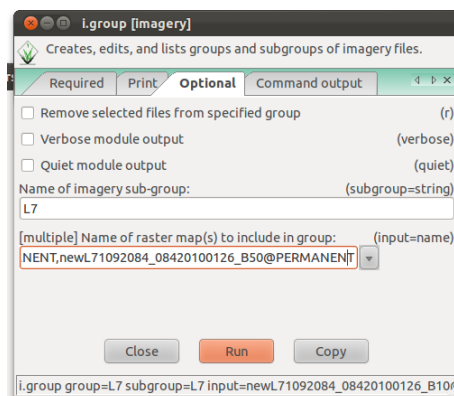 i.group [imagery]
Creates, edits, and lists groups and subgroups of imagery files.
Required Print Optional Command output
Remove selected files from specified group (r)
Verbose module output (verbose)
Quiet module output (quiet)
Name of imagery sub-group: (subgroup=string)
L7
[multiple] Name of raster map(s) to include in group: (input=name)
NENT,newL71092084_08420100126_B50@PERMANENT
Close Run Copy
i.group group=L7 subgroup=L7 input=newL71092084_08420100126_B10@